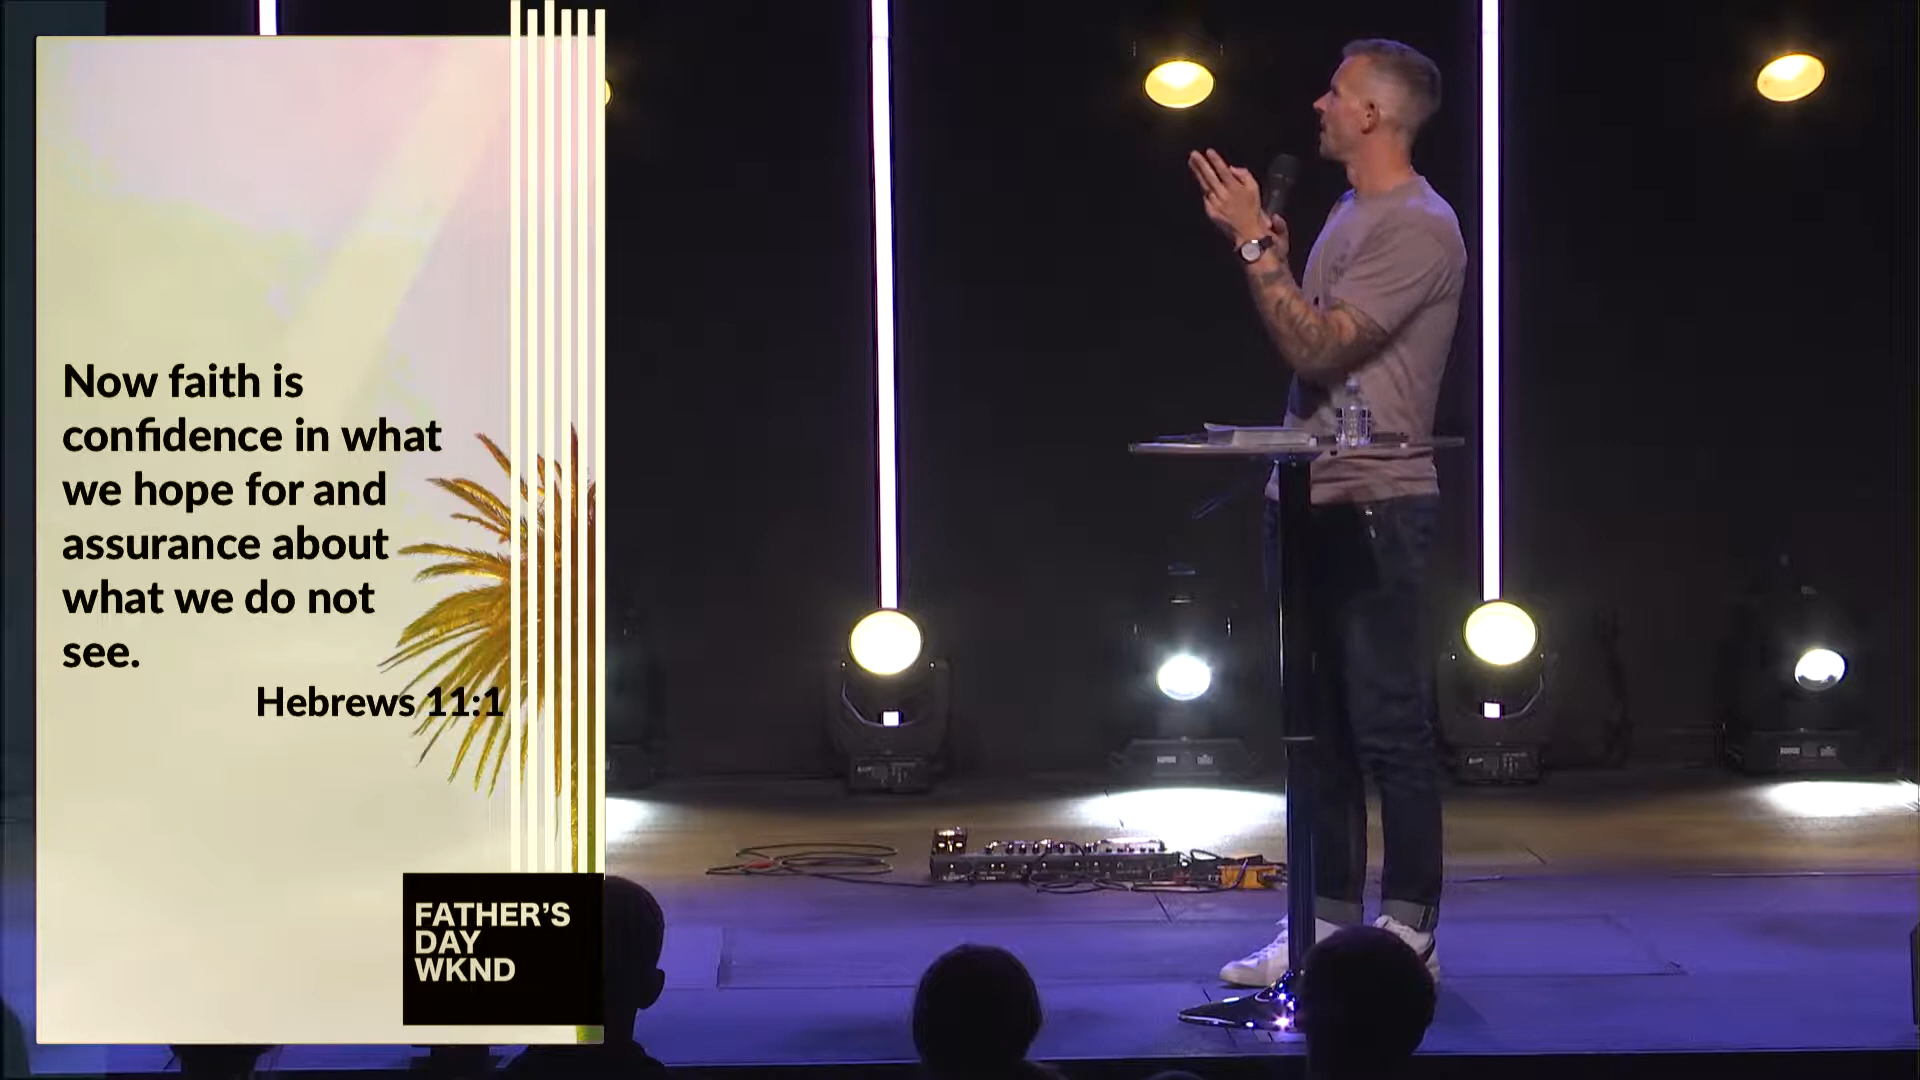 Now faith is
confidence in what
we hope for and
assurance about
what we do not
see.
Hebrews 11:1
FATHER'S
DAY
WKND